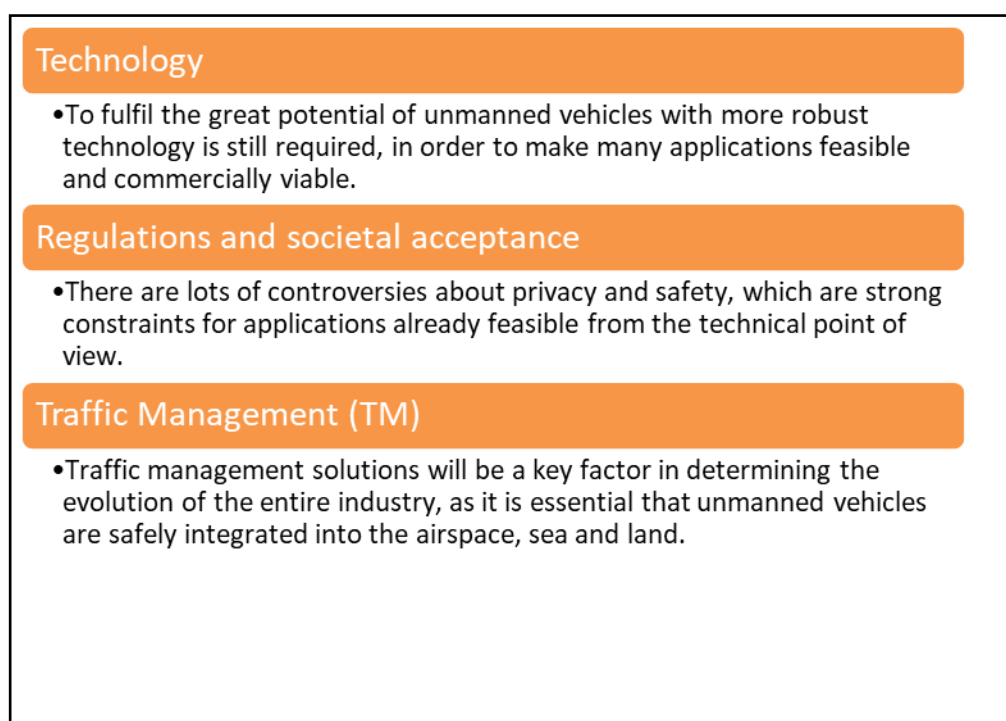 Technology
•To fulfil the great potential of unmanned vehicles with more robust
technology is still required, in order to make many applications feasible
and commercially viable.
Regulations and societal acceptance
•There are lots of controversies about privacy and safety, which are strong
constraints for applications already feasible from the technical point of
view.
Traffic Management (TM)
•Traffic management solutions will be a key factor in determining the
evolution of the entire industry, as it is essential that unmanned vehicles
are safely integrated into the airspace, sea and land.